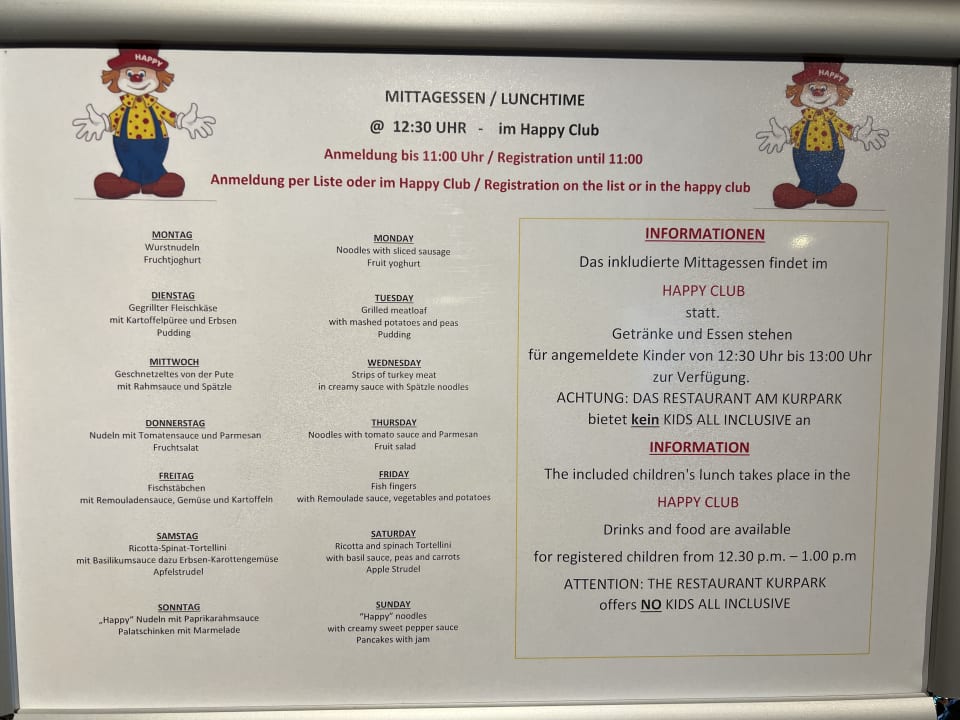 HAPPY
HAPPY
MITTAGESSEN / LUNCHTIME
@ 12:30 UHR - im Happy Club
Anmeldung bis 11:00 Uhr / Registration until 11:00
Anmeldung per Liste oder im Happy Club / Registration on the list or in the happy club
MONTAG
Wurstnudeln
Fruchtjoghurt
DIENSTAG
Gegrillter Fleischkäse
mit Kartoffelpüree und Erbsen
Pudding
MITTWOCH
Geschnetzeltes von der Pute
mit Rahmsauce und Spätzle
DONNERSTAG
Nudeln mit Tomatensauce und Parmesan
Fruchtsalat
FREITAG
Fischstäbchen
mit Remouladensauce, Gemüse und Kartoffeln
SAMSTAG
Ricotta-Spinat-Tortellini
mit Basilikumsauce dazu Erbsen-Karottengemüse
Apfelstrudel
SONNTAG
„Happy" Nudeln mit Paprikarahmsauce
Palatschinken mit Marmelade
MONDAY
Noodles with sliced sausage
Fruit yoghurt
TUESDAY
Grilled meatloaf
with mashed potatoes and peas
Pudding
WEDNESDAY
Strips of turkey meat
in creamy sauce with Spätzle noodles
THURSDAY
Noodles with tomato sauce and Parmesan
Fruit salad
FRIDAY
Fish fingers
with Remoulade sauce, vegetables and potatoes
SATURDAY
Ricotta and spinach Tortellini
with basil sauce, peas and carrots
Apple Strudel
SUNDAY
"Happy" noodles
with creamy sweet pepper sauce
Pancakes with jam
INFORMATIONEN
Das inkludierte Mittagessen findet im
HAPPY CLUB
statt.
Getränke und Essen stehen
für angemeldete Kinder von 12:30 Uhr bis 13:00 Uhr
zur Verfügung.
ACHTUNG: DAS RESTAURANT AM KURPARK
bietet kein KIDS ALL INCLUSIVE an
INFORMATION
The included children's lunch takes place in the
HAPPY CLUB
Drinks and food are available
for registered children from 12.30 p.m. – 1.00 p.m
ATTENTION: THE RESTAURANT KURPARK
offers NO KIDS ALL INCLUSIVE